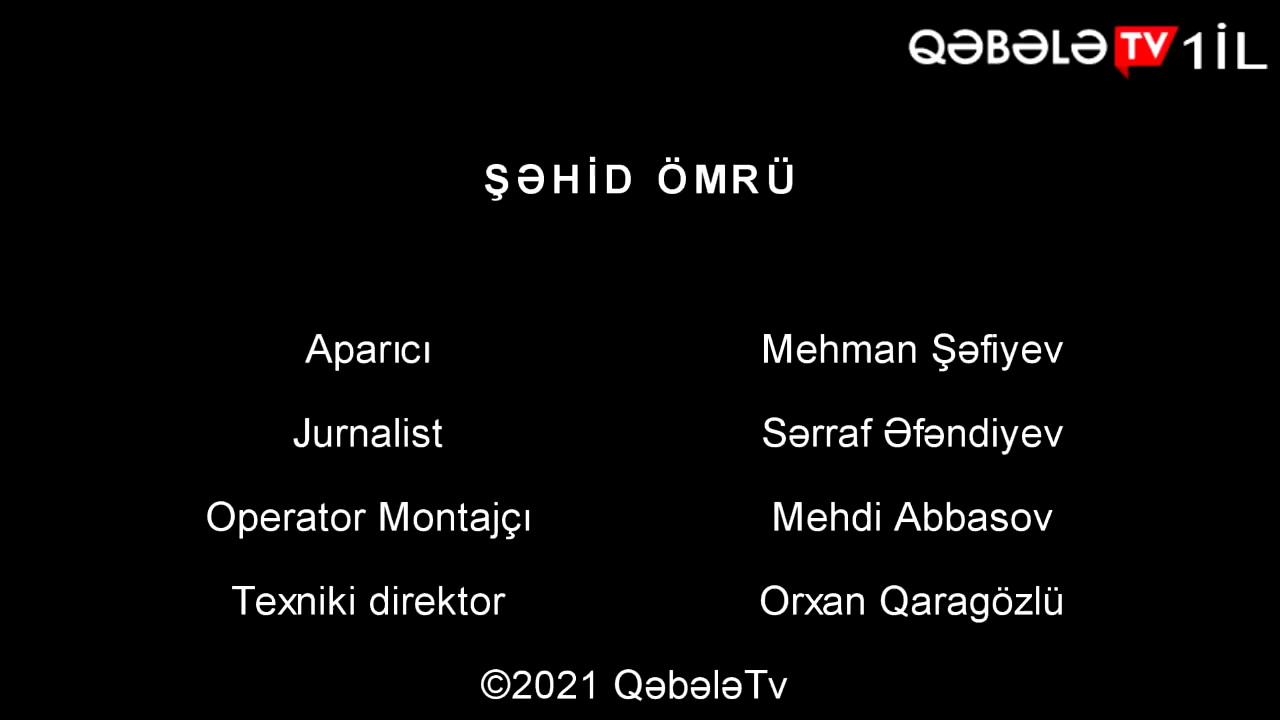 QƏBƏLƏ TV 1İL
ŞƏHİD ÖMRÜ
Aparıcı Mehman Şəfiyev
Jurnalist Sərraf Əfəndiyev
Operator Montajçı Mehdi Abbasov
Texniki direktor Orxan Qaragözlü
©2021 QəbələTv